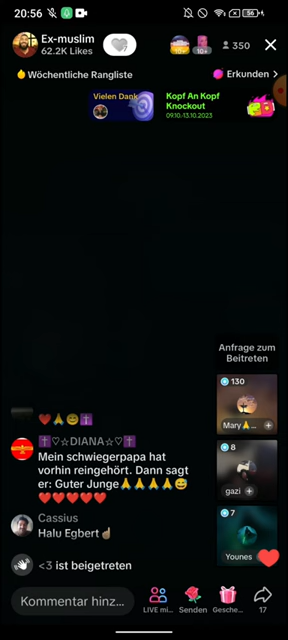 20:56
56
Ex-muslim
62.2K Likes
10+
10+
350
Wöchentliche Rangliste
Erkunden >
Vielen Dank
Kopf An Kopf
Knockout
09.10.-13.10.2023
Anfrage zum
Beitreten
130
Mary🙏...
8
gazi
7
Younes
❤️🙏😅✝️
✝️♡☆DIANA☆♡✝️
Mein schwiegerpapa hat
vorhin reingehört. Dann sagt
er: Guter Junge🙏🙏🙏🙏😅
❤️❤️❤️❤️❤️❤️
Cassius
Halu Egbert☝🏽
<3 ist beigetreten
Kommentar hinz...
LIVE mi...
Senden
Gesche...
17